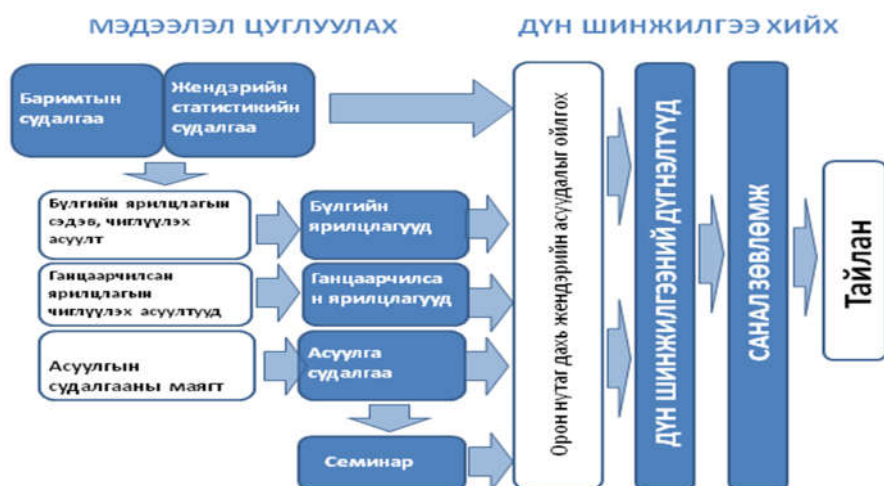 МЭДЭЭЛЭЛ ЦУГЛУУЛАХ
ДҮН ШИНЖИЛГЭЭ ХИЙХ
Баримтын
судалгаа
Жендэрийн
статистикийн
судалгаа
Бүлгийн ярилцлагын
сэдэв, чиглүүлэх
асуулт
Бүлгийн
ярилцлагууд
Ганцаарчилсан
ярилцлагын
чиглүүлэх асуултууд
Ганцаарчилса
н ярилцлагууд
Асуулгын
судалгааны маягт
Асуулга
судалгаа
Семинар
Орон нутаг дахь жендэрийн асуудалыг ойлгох
ДҮН ШИНЖИЛГЭЭНИЙ ДҮГНЭЛТҮҮД
САНАЛ ЗӨВЛӨМЖ
Тайлан